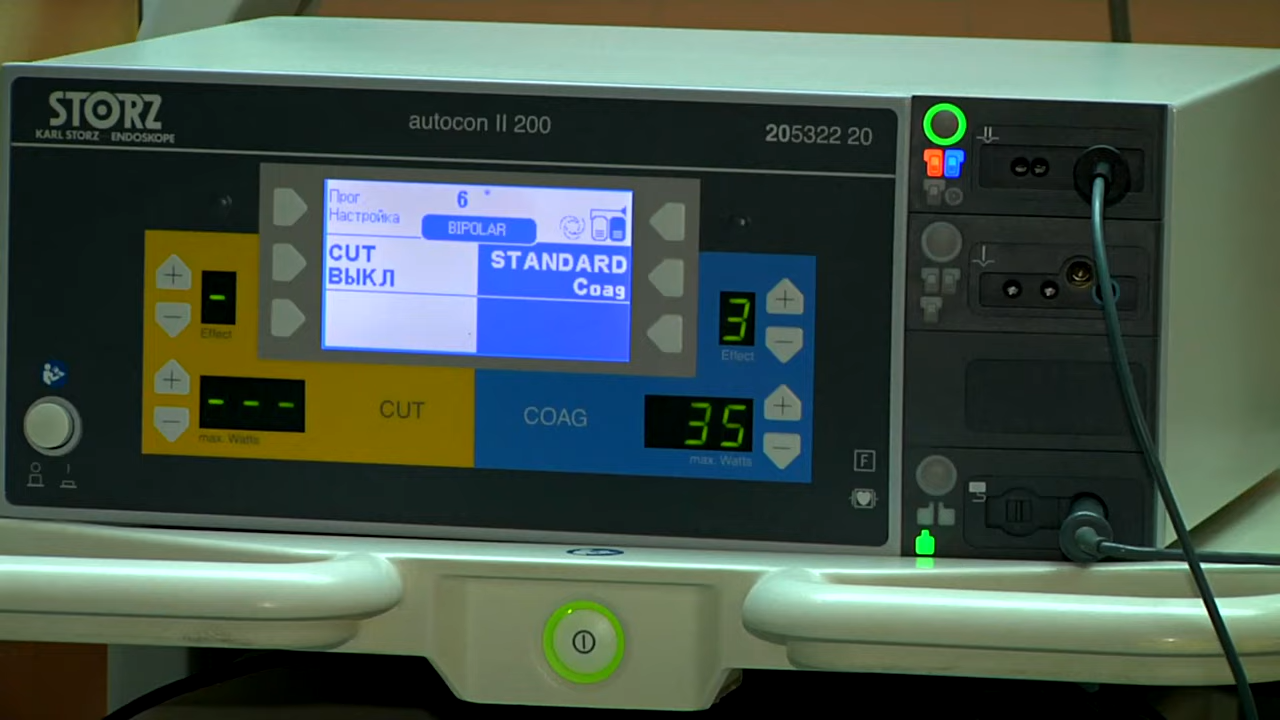 STORZ
KARL STORZ - ENDOSKOPE
autocon II 200
205322 20
Прог 6 *
Настройка
BIPOLAR
CUT
ВЫКЛ
STANDARD
Coag
Effect
3
Effect
- - -
max. Watts
CUT
COAG
35
max. Watts
F